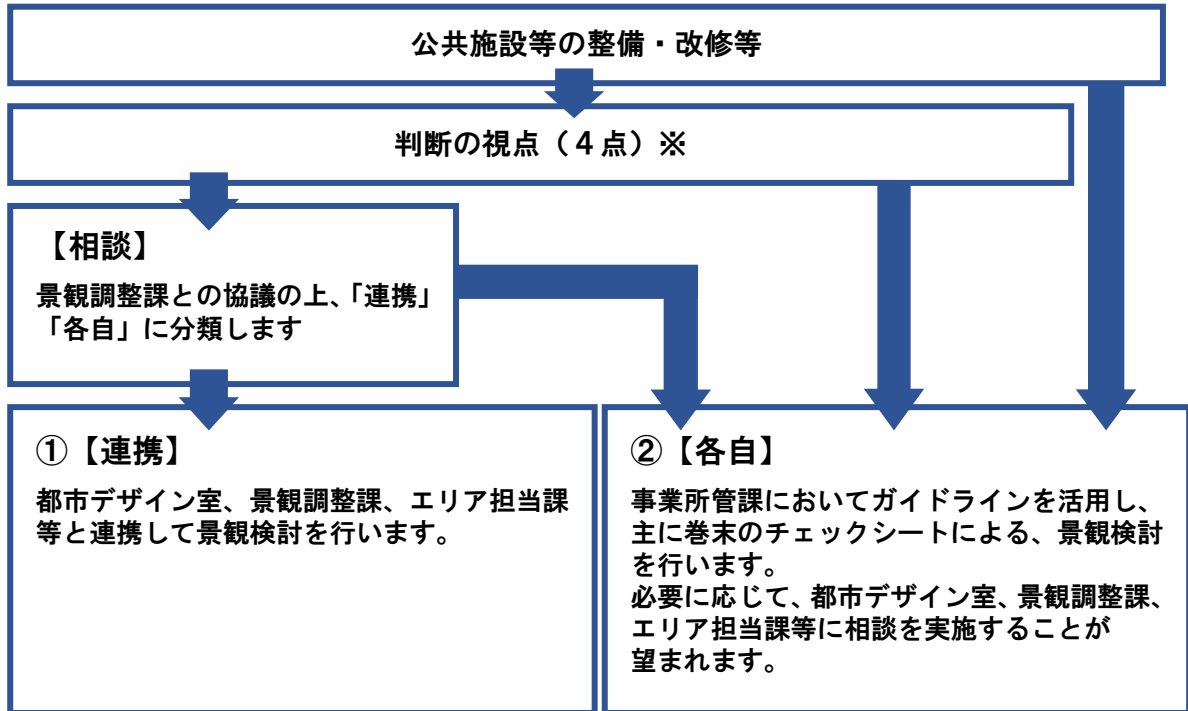 公共施設等の整備・改修等
判断の視点（４点）※
【相談】
景観調整課との協議の上、「連携」
「各自」に分類します
①【連携】
都市デザイン室、景観調整課、エリア担当課
等と連携して景観検討を行います。
②【各自】
事業所管課においてガイドラインを活用し、
主に巻末のチェックシートによる、景観検討
を行います。
必要に応じて、都市デザイン室、景観調整課、
エリア担当課等に相談を実施することが
望まれます。